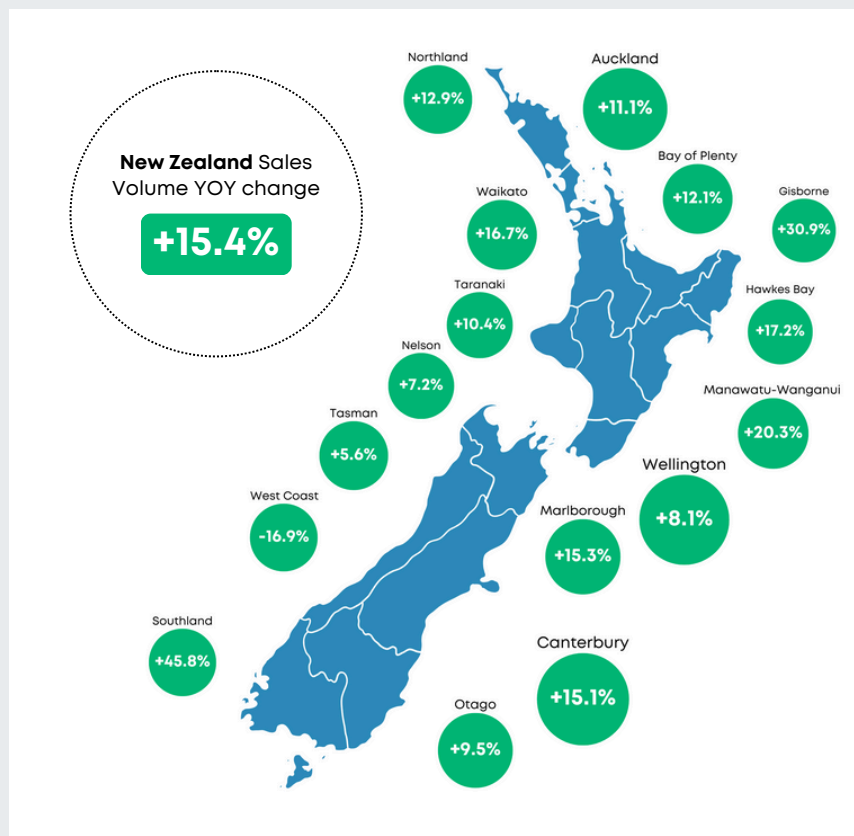 New Zealand Sales
Volume YOY change
+15.4%
Northland
+12.9%
Auckland
+11.1%
Bay of Plenty
+12.1%
Gisborne
+30.9%
Waikato
+16.7%
Taranaki
+10.4%
Hawkes Bay
+17.2%
Nelson
+7.2%
Manawatu-Wanganui
+20.3%
Tasman
+5.6%
Wellington
+8.1%
West Coast
-16.9%
Marlborough
+15.3%
Southland
+45.8%
Canterbury
+15.1%
Otago
+9.5%